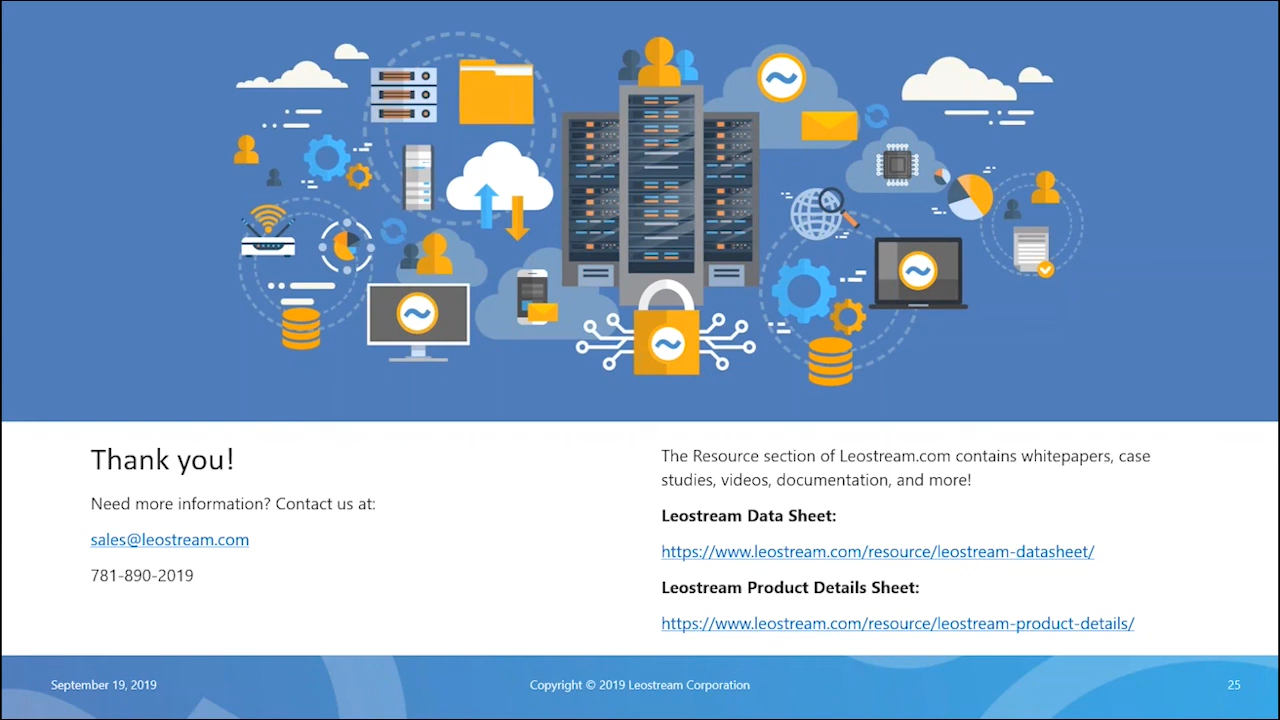 Thank you!
Need more information? Contact us at:
sales@leostream.com
781-890-2019
The Resource section of Leostream.com contains whitepapers, case
studies, videos, documentation, and more!
Leostream Data Sheet:
https://www.leostream.com/resource/leostream-datasheet/
Leostream Product Details Sheet:
https://www.leostream.com/resource/leostream-product-details/
September 19, 2019
Copyright © 2019 Leostream Corporation
25